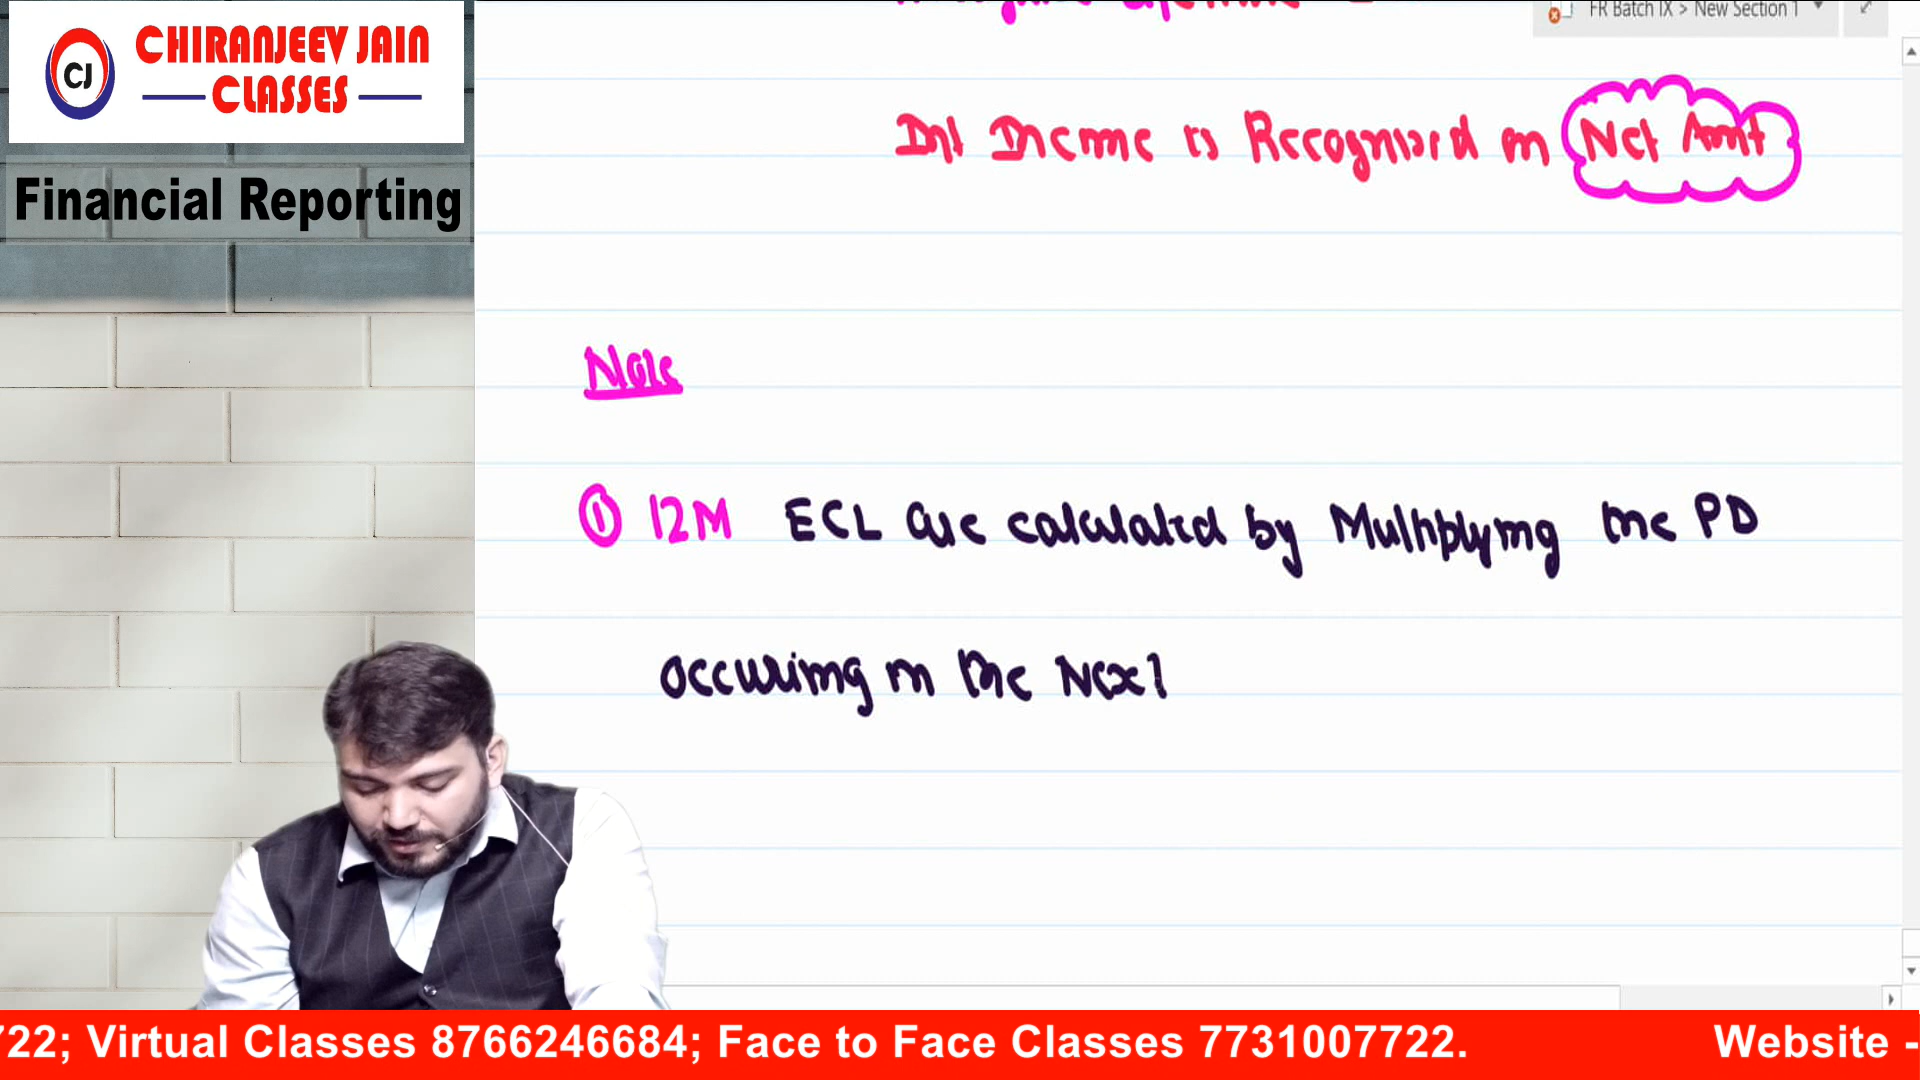 CHIRANJEEV JAIN
CJ
CLASSES
Financial Reporting
FR Batch IX > New Section 1
Int Income is Recognised on Net Amt
Note
① 12M ECL are calculated by Multiplying the PD
occuring in the Next
722; Virtual Classes 8766246684; Face to Face Classes 7731007722.
Website -